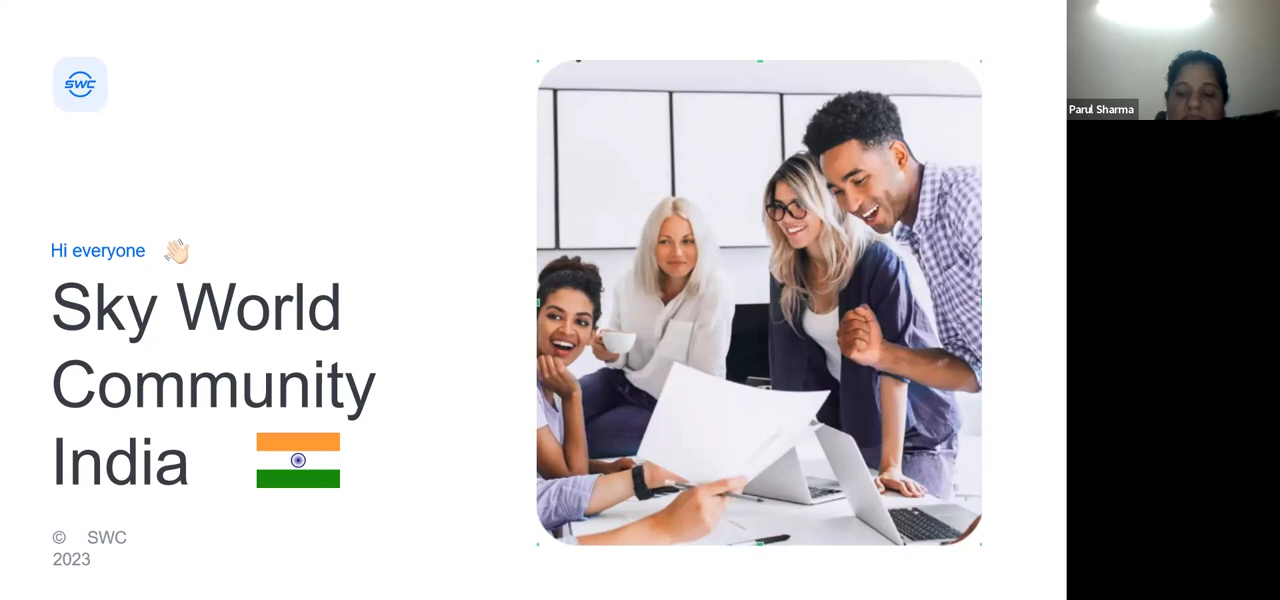 SWC
Hi everyone 👋🏻
Sky World
Community
India
© SWC
2023
Parul Sharma